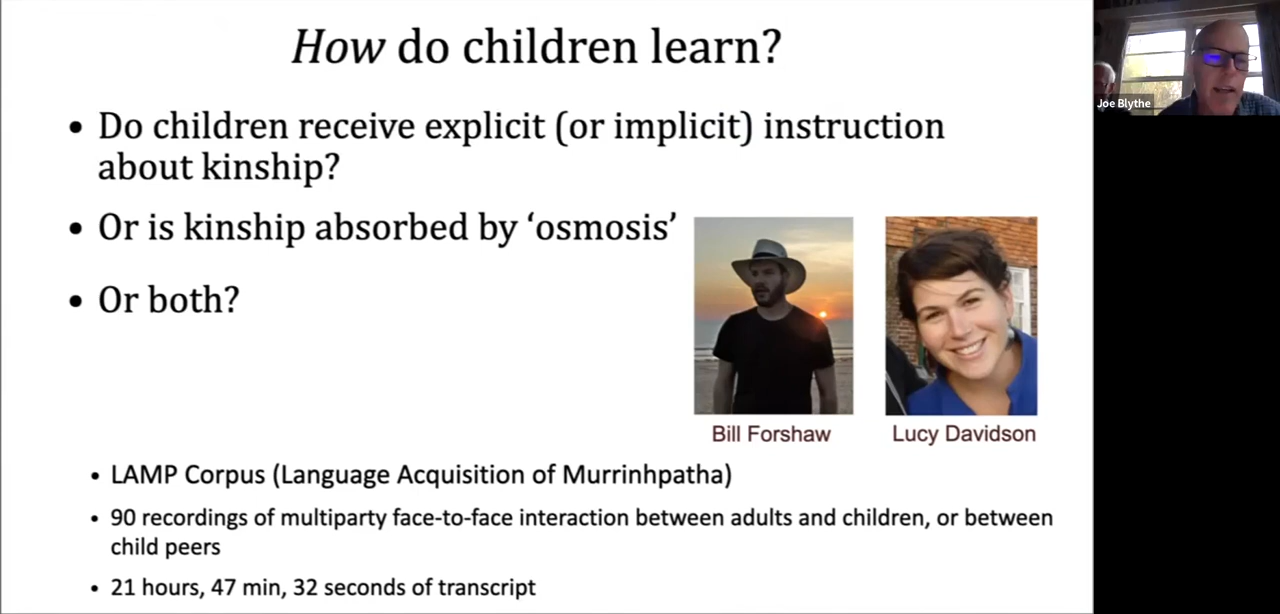 How do children learn?
• Do children receive explicit (or implicit) instruction
about kinship?
• Or is kinship absorbed by ‘osmosis’
• Or both?
Bill Forshaw
Lucy Davidson
• LAMP Corpus (Language Acquisition of Murrinhpatha)
• 90 recordings of multiparty face-to-face interaction between adults and children, or between
child peers
• 21 hours, 47 min, 32 seconds of transcript
Joe Blythe